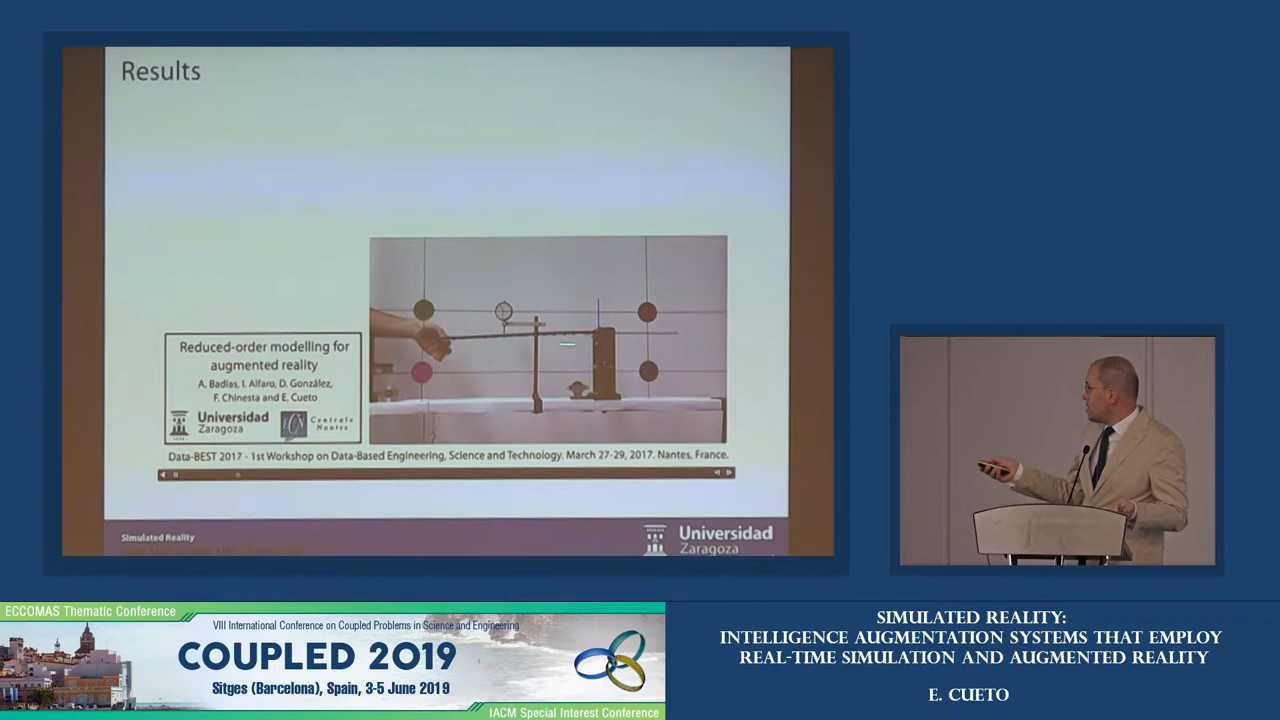 Results
Reduced-order modelling for
augmented reality
A. Badías, I. Alfaro, D. González,
F. Chinesta and E. Cueto
Universidad
Zaragoza
Centrale
Nantes
Data-BEST 2017 - 1st Workshop on Data-Based Engineering, Science and Technology. March 27-29, 2017. Nantes, France.
Simulated Reality
Universidad
Zaragoza
ECCOMAS Thematic Conference
VIII International Conference on Coupled Problems in Science and Engineering
COUPLED 2019
Sitges (Barcelona), Spain, 3-5 June 2019
IACM Special Interest Conference
SIMULATED REALITY:
INTELLIGENCE AUGMENTATION SYSTEMS THAT EMPLOY
REAL-TIME SIMULATION AND AUGMENTED REALITY
E. CUETO